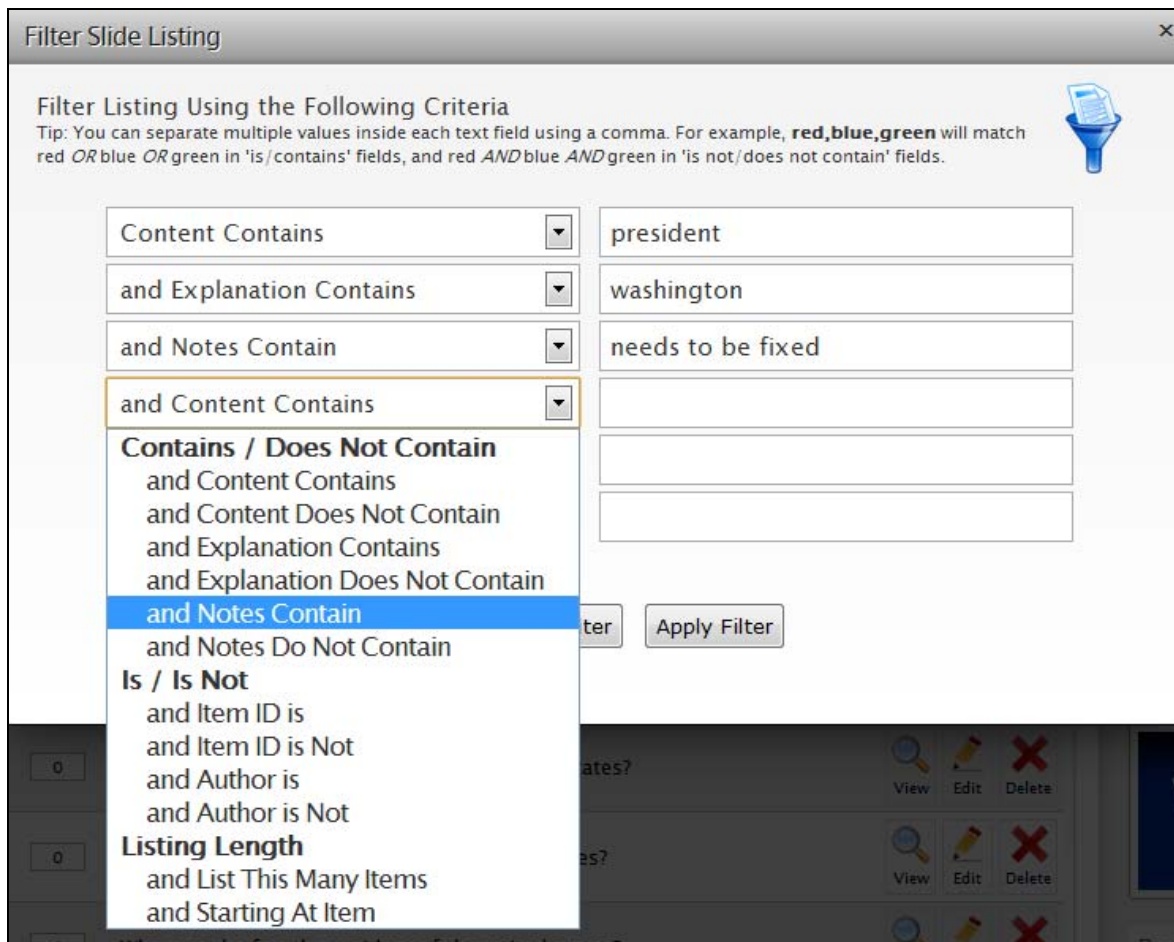 Filter Slide Listing
×
Filter Listing Using the Following Criteria
Tip: You can separate multiple values inside each text field using a comma. For example, red,blue,green will match
red OR blue OR green in 'is/contains' fields, and red AND blue AND green in 'is not/does not contain' fields.
Content Contains president
and Explanation Contains washington
and Notes Contain needs to be fixed
and Content Contains
Contains / Does Not Contain
and Content Contains
and Content Does Not Contain
and Explanation Contains
and Explanation Does Not Contain
and Notes Contain
ter Apply Filter
and Notes Do Not Contain
Is / Is Not
and Item ID is
and Item ID is Not
0 ates?
View Edit Delete
and Author is
and Author is Not
Listing Length
0 es?
and List This Many Items
View Edit Delete
and Starting At Item